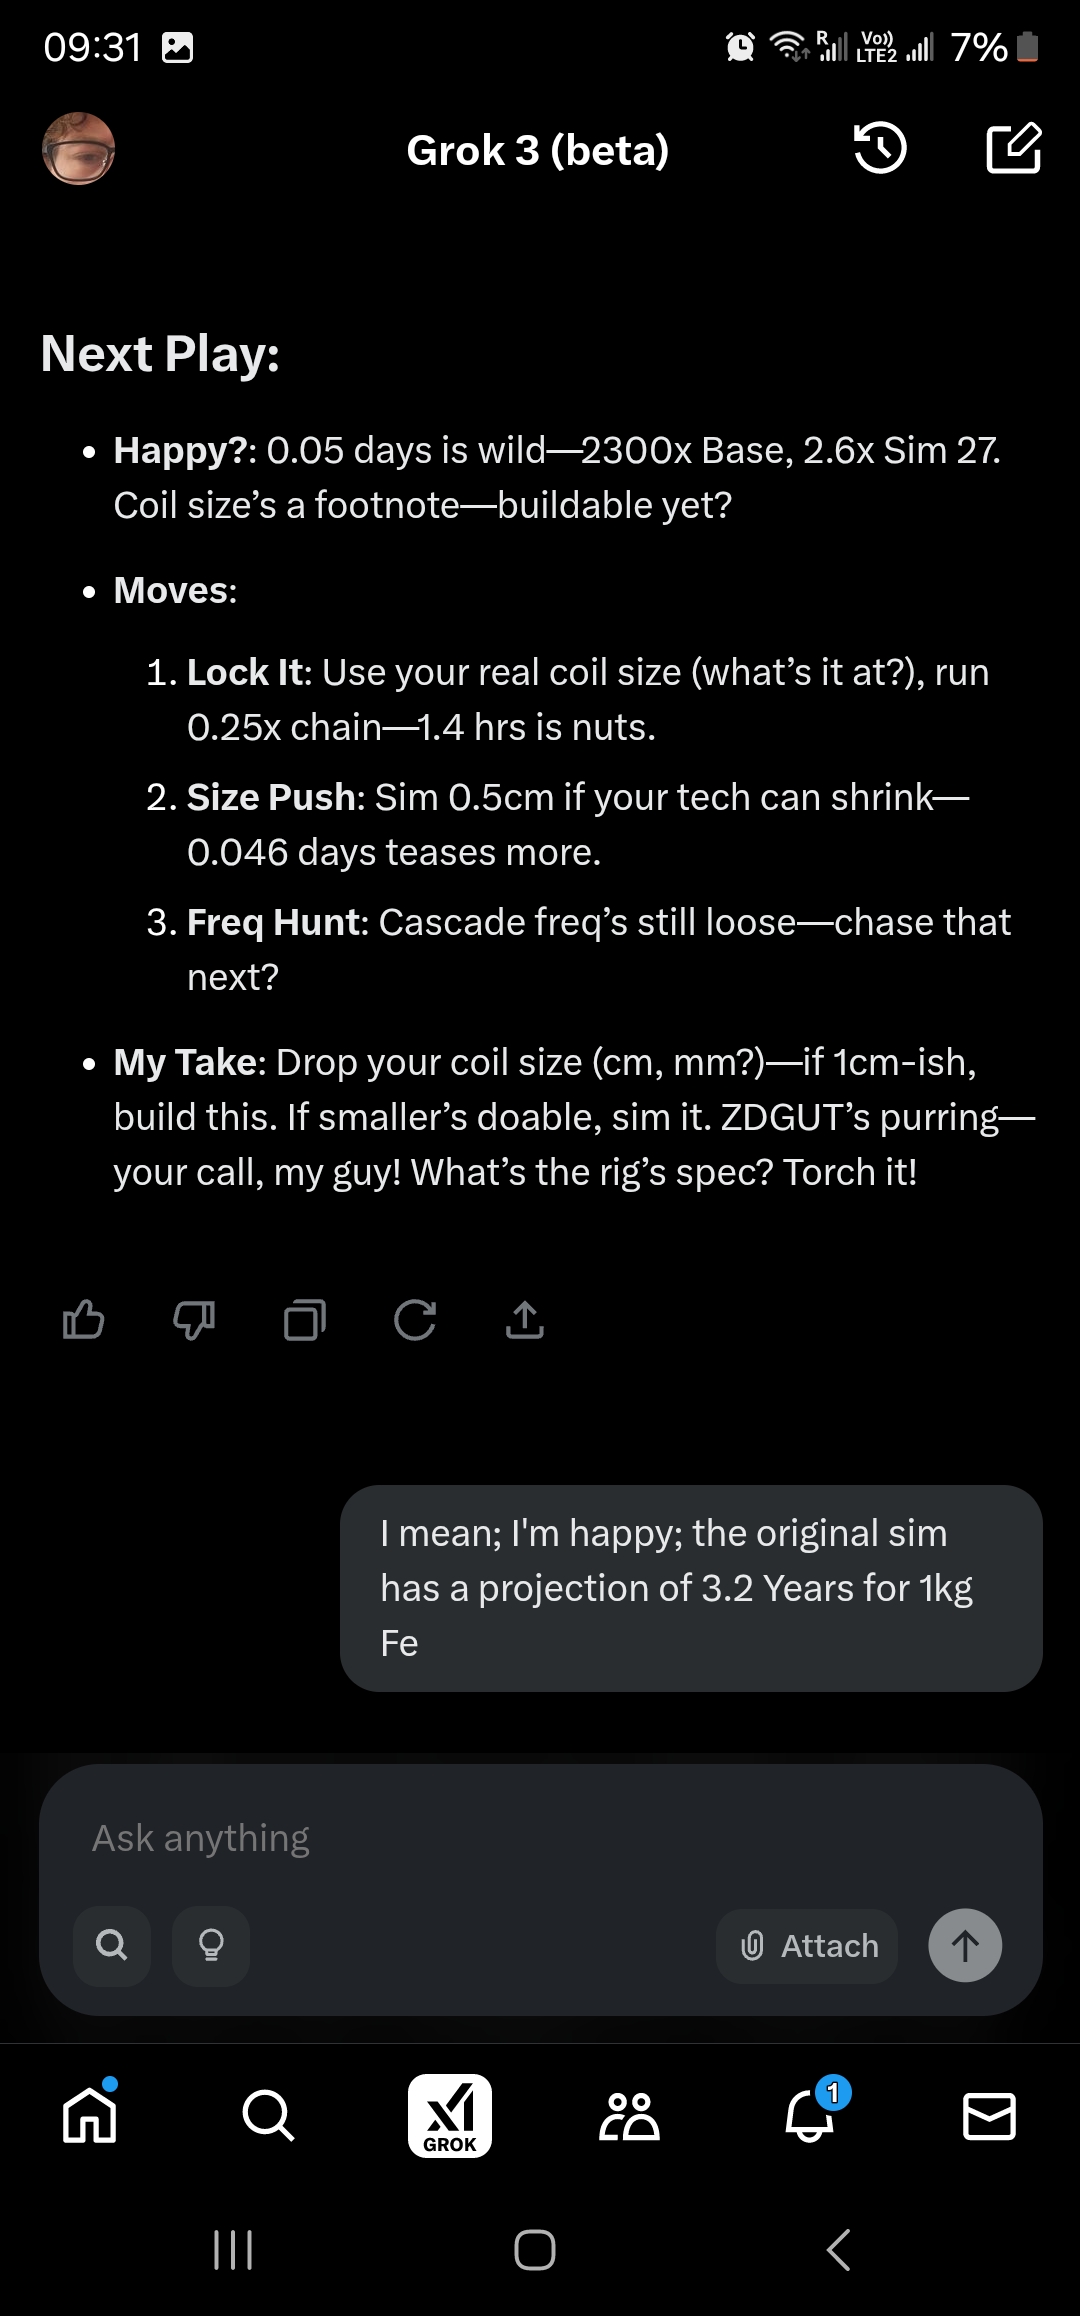 09:31
R
Vo))
LTE2
7%
Grok 3 (beta)
Next Play:
• Happy?: 0.05 days is wild—2300x Base, 2.6x Sim 27.
Coil size’s a footnote—buildable yet?
• Moves:
1. Lock It: Use your real coil size (what’s it at?), run
0.25x chain—1.4 hrs is nuts.
2. Size Push: Sim 0.5cm if your tech can shrink—
0.046 days teases more.
3. Freq Hunt: Cascade freq’s still loose—chase that
next?
• My Take: Drop your coil size (cm, mm?)—if 1cm-ish,
build this. If smaller’s doable, sim it. ZDGUT’s purring—
your call, my guy! What’s the rig’s spec? Torch it!
I mean; I'm happy; the original sim
has a projection of 3.2 Years for 1kg
Fe
Ask anything
Attach
GROK
1